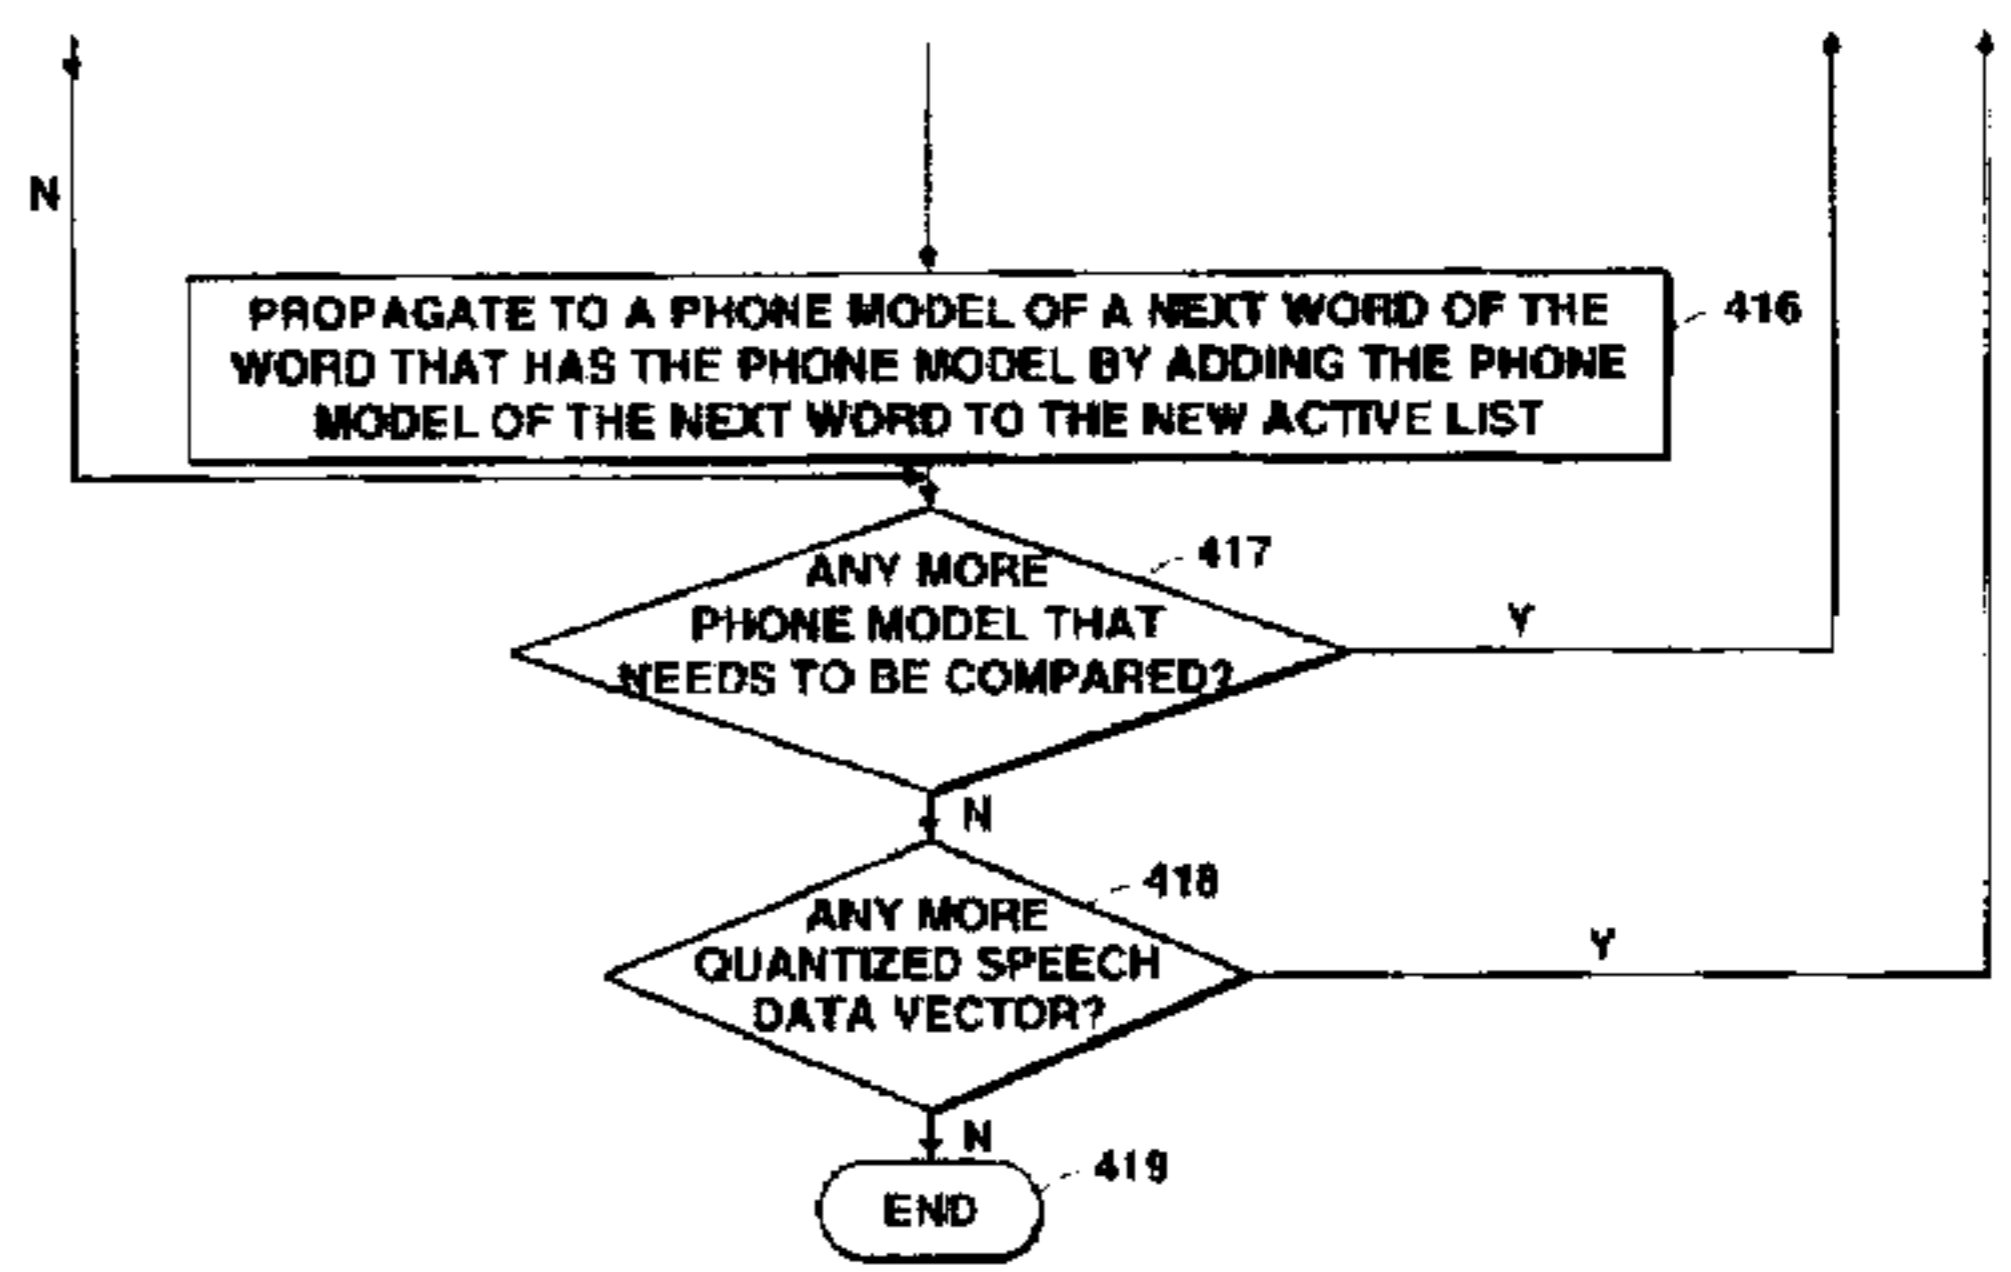 N
PROPAGATE TO A PHONE MODEL OF A NEXT WORD OF THE
WORD THAT HAS THE PHONE MODEL BY ADDING THE PHONE
MODEL OF THE NEXT WORD TO THE NEW ACTIVE LIST
416
ANY MORE
PHONE MODEL THAT
NEEDS TO BE COMPARED?
417
Y
N
ANY MORE
QUANTIZED SPEECH
DATA VECTOR?
418
Y
N
END
419